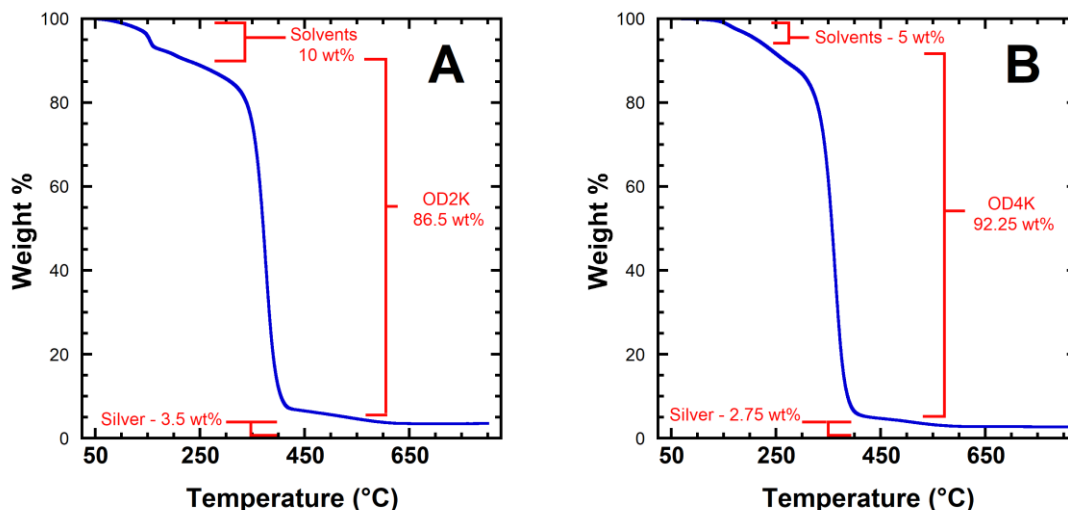 A
Weight %
100
80
60
40
20
0
Solvents
10 wt%
OD2K
86.5 wt%
Silver - 3.5 wt%
50 250 450 650
Temperature (°C)
B
Weight %
100
80
60
40
20
0
Solvents - 5 wt%
OD4K
92.25 wt%
Silver - 2.75 wt%
50 250 450 650
Temperature (°C)